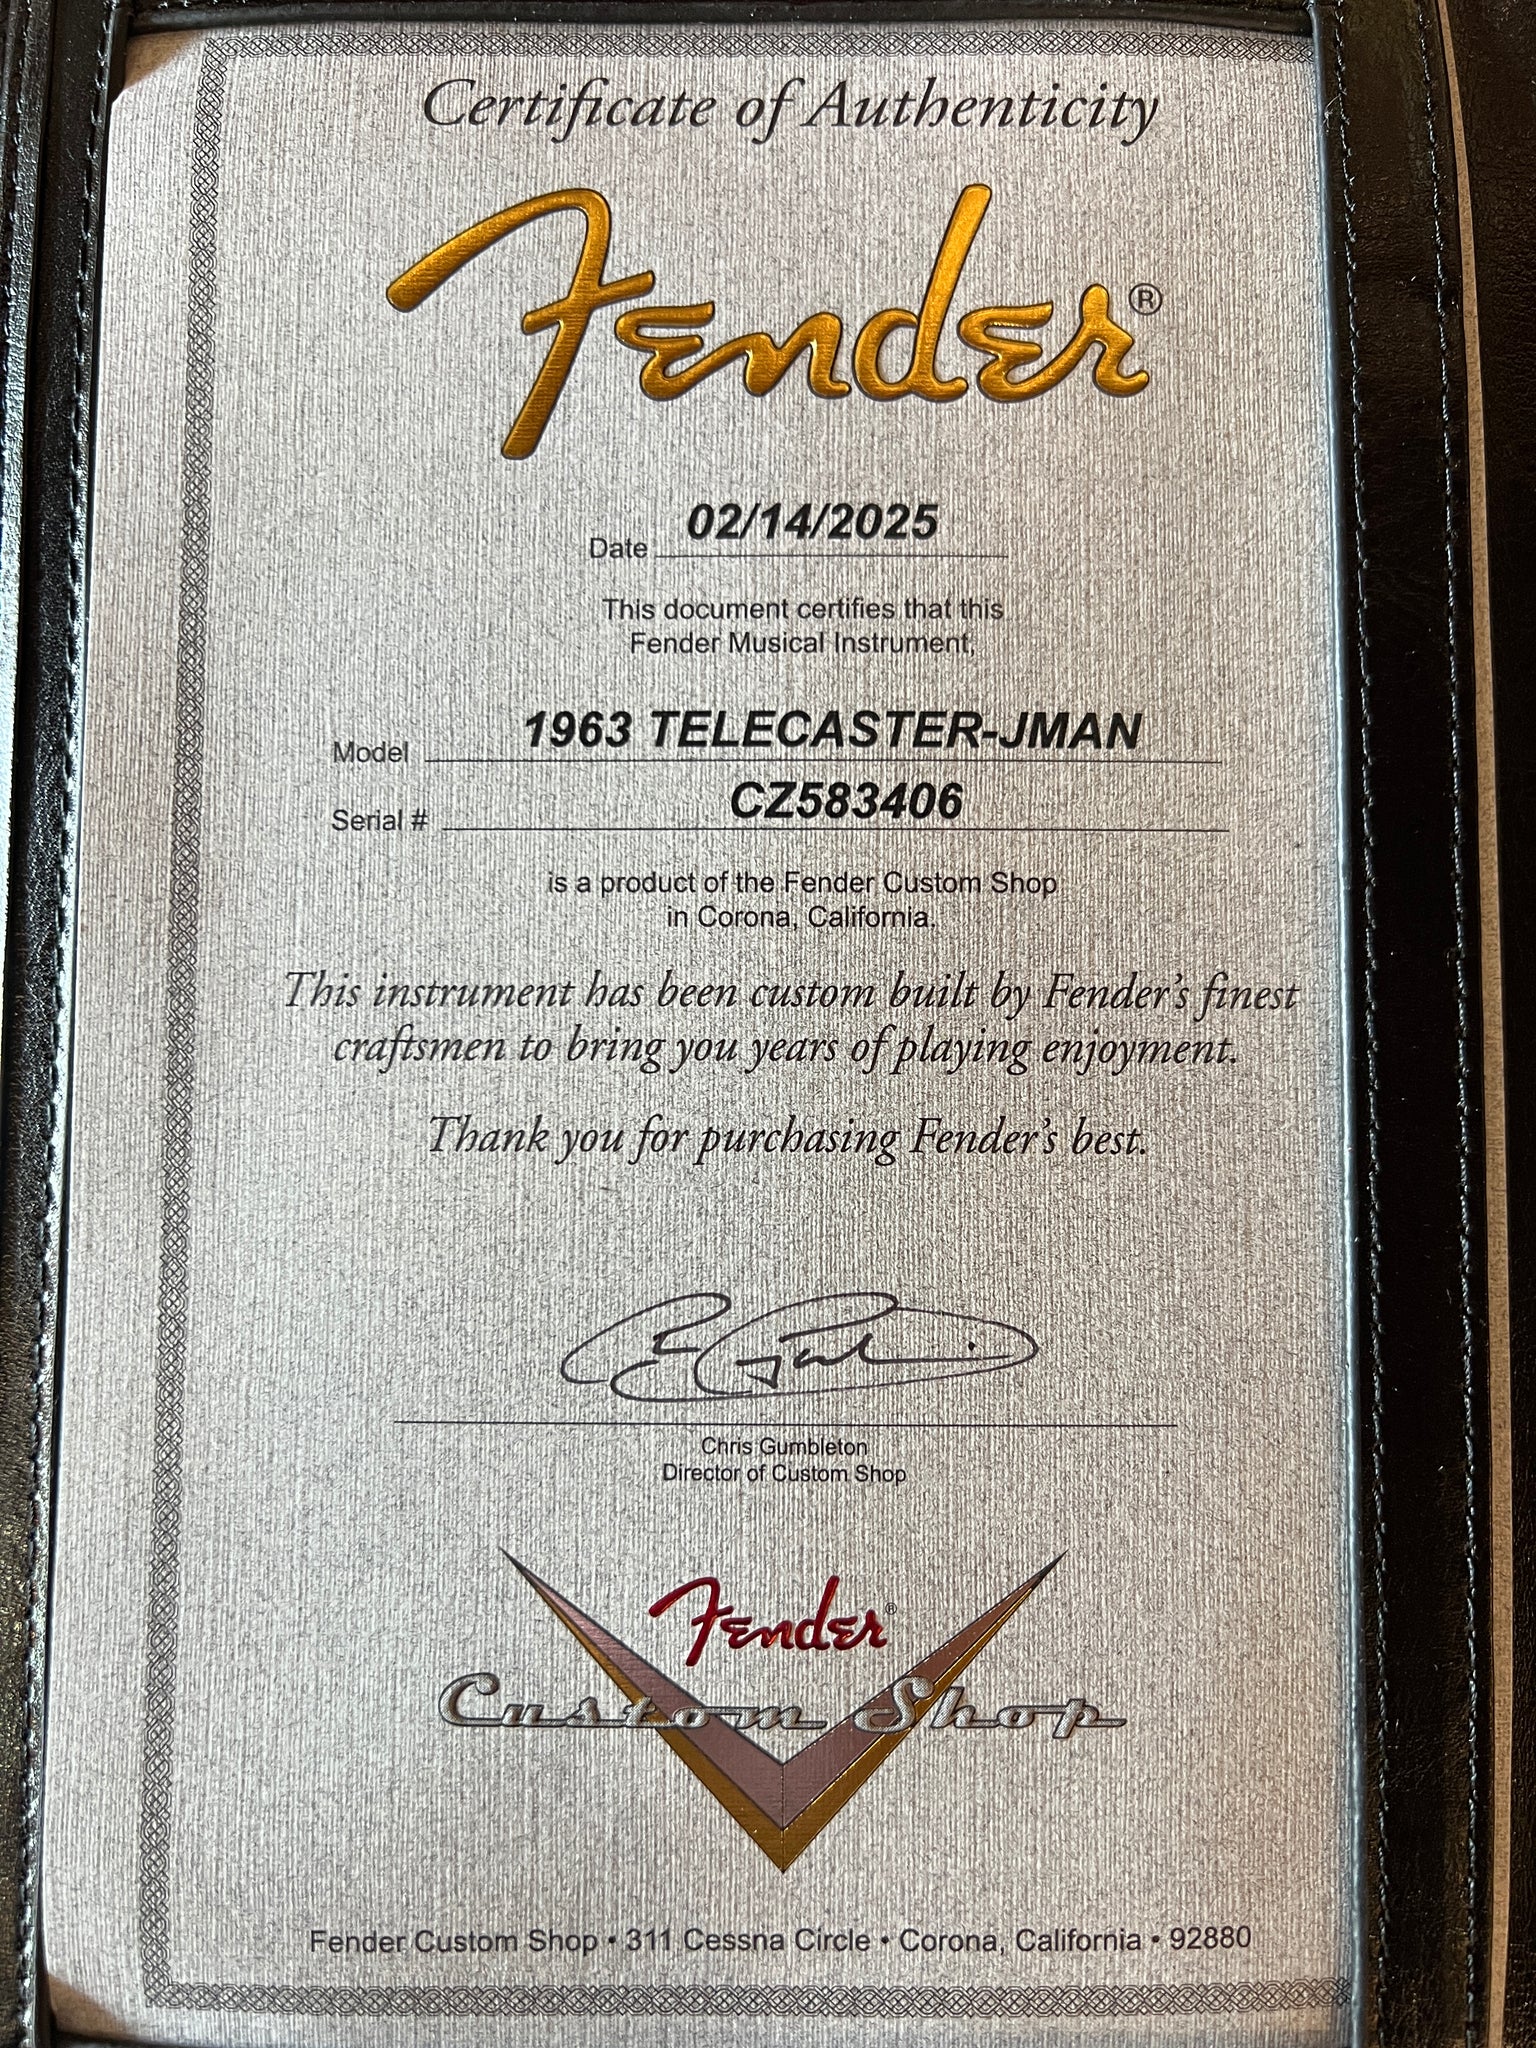 Certificate of Authenticity
Fender®
Date 02/14/2025
This document certifies that this
Fender Musical Instrument,
Model 1963 TELECASTER-JMAN
Serial # CZ583406
is a product of the Fender Custom Shop
in Corona, California.
This instrument has been custom built by Fender's finest
craftsmen to bring you years of playing enjoyment.
Thank you for purchasing Fender's best.
Chris Gumbleton
Director of Custom Shop
Fender®
Custom Shop
Fender Custom Shop • 311 Cessna Circle • Corona, California • 92880